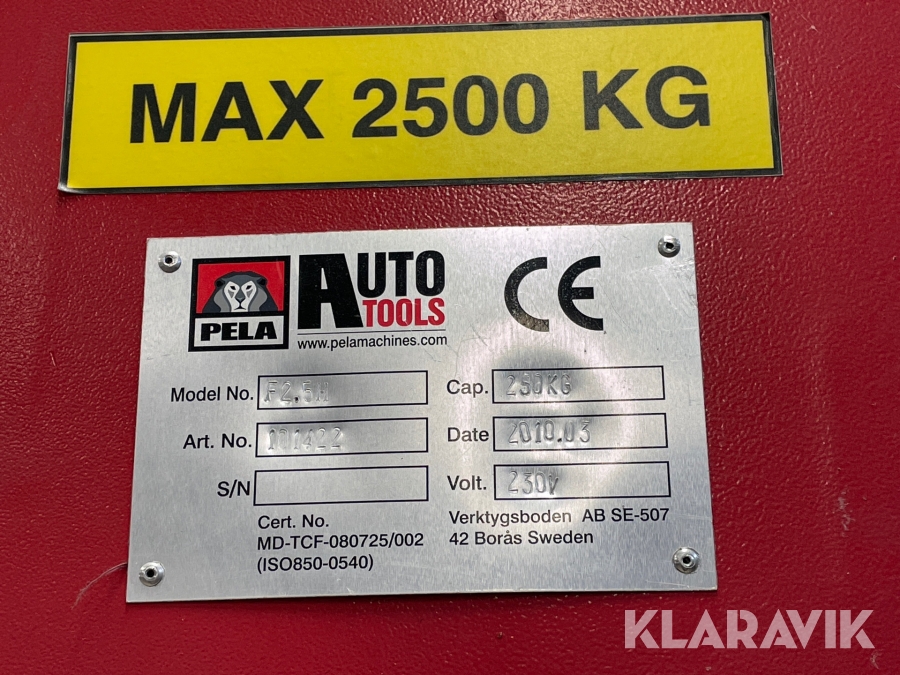 MAX 2500 KG
PELA
AUTO
TOOLS
www.pelamachines.com
CE
Model No. F2.5H
Cap. 250KG
Art. No. 101422
Date 2010.03
S/N
Volt. 230V
Cert. No.
MD-TCF-080725/002
(ISO850-0540)
Verktygsboden AB SE-507
42 Borås Sweden
KLARAVIK